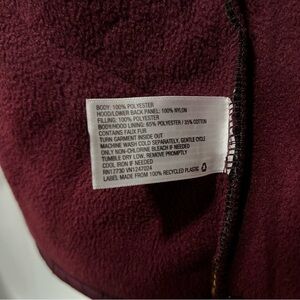 BODY: 100% POLYESTER
HOOD/LOWER BACK PANEL: 100% NYLON
FILLING: 100% POLYESTER
BODY/HOOD LINING: 65% POLYESTER / 35% COTTON
CONTAINS FAUX FUR
TURN GARMENT INSIDE OUT
MACHINE WASH COLD SEPARATELY, GENTLE CYCLE
ONLY NON-CHLORINE BLEACH IF NEEDED
TUMBLE DRY LOW, REMOVE PROMPTLY
COOL IRON IF NEEDED
RN17730 VN1247024
LABEL MADE FROM 100% RECYCLED PLASTIC